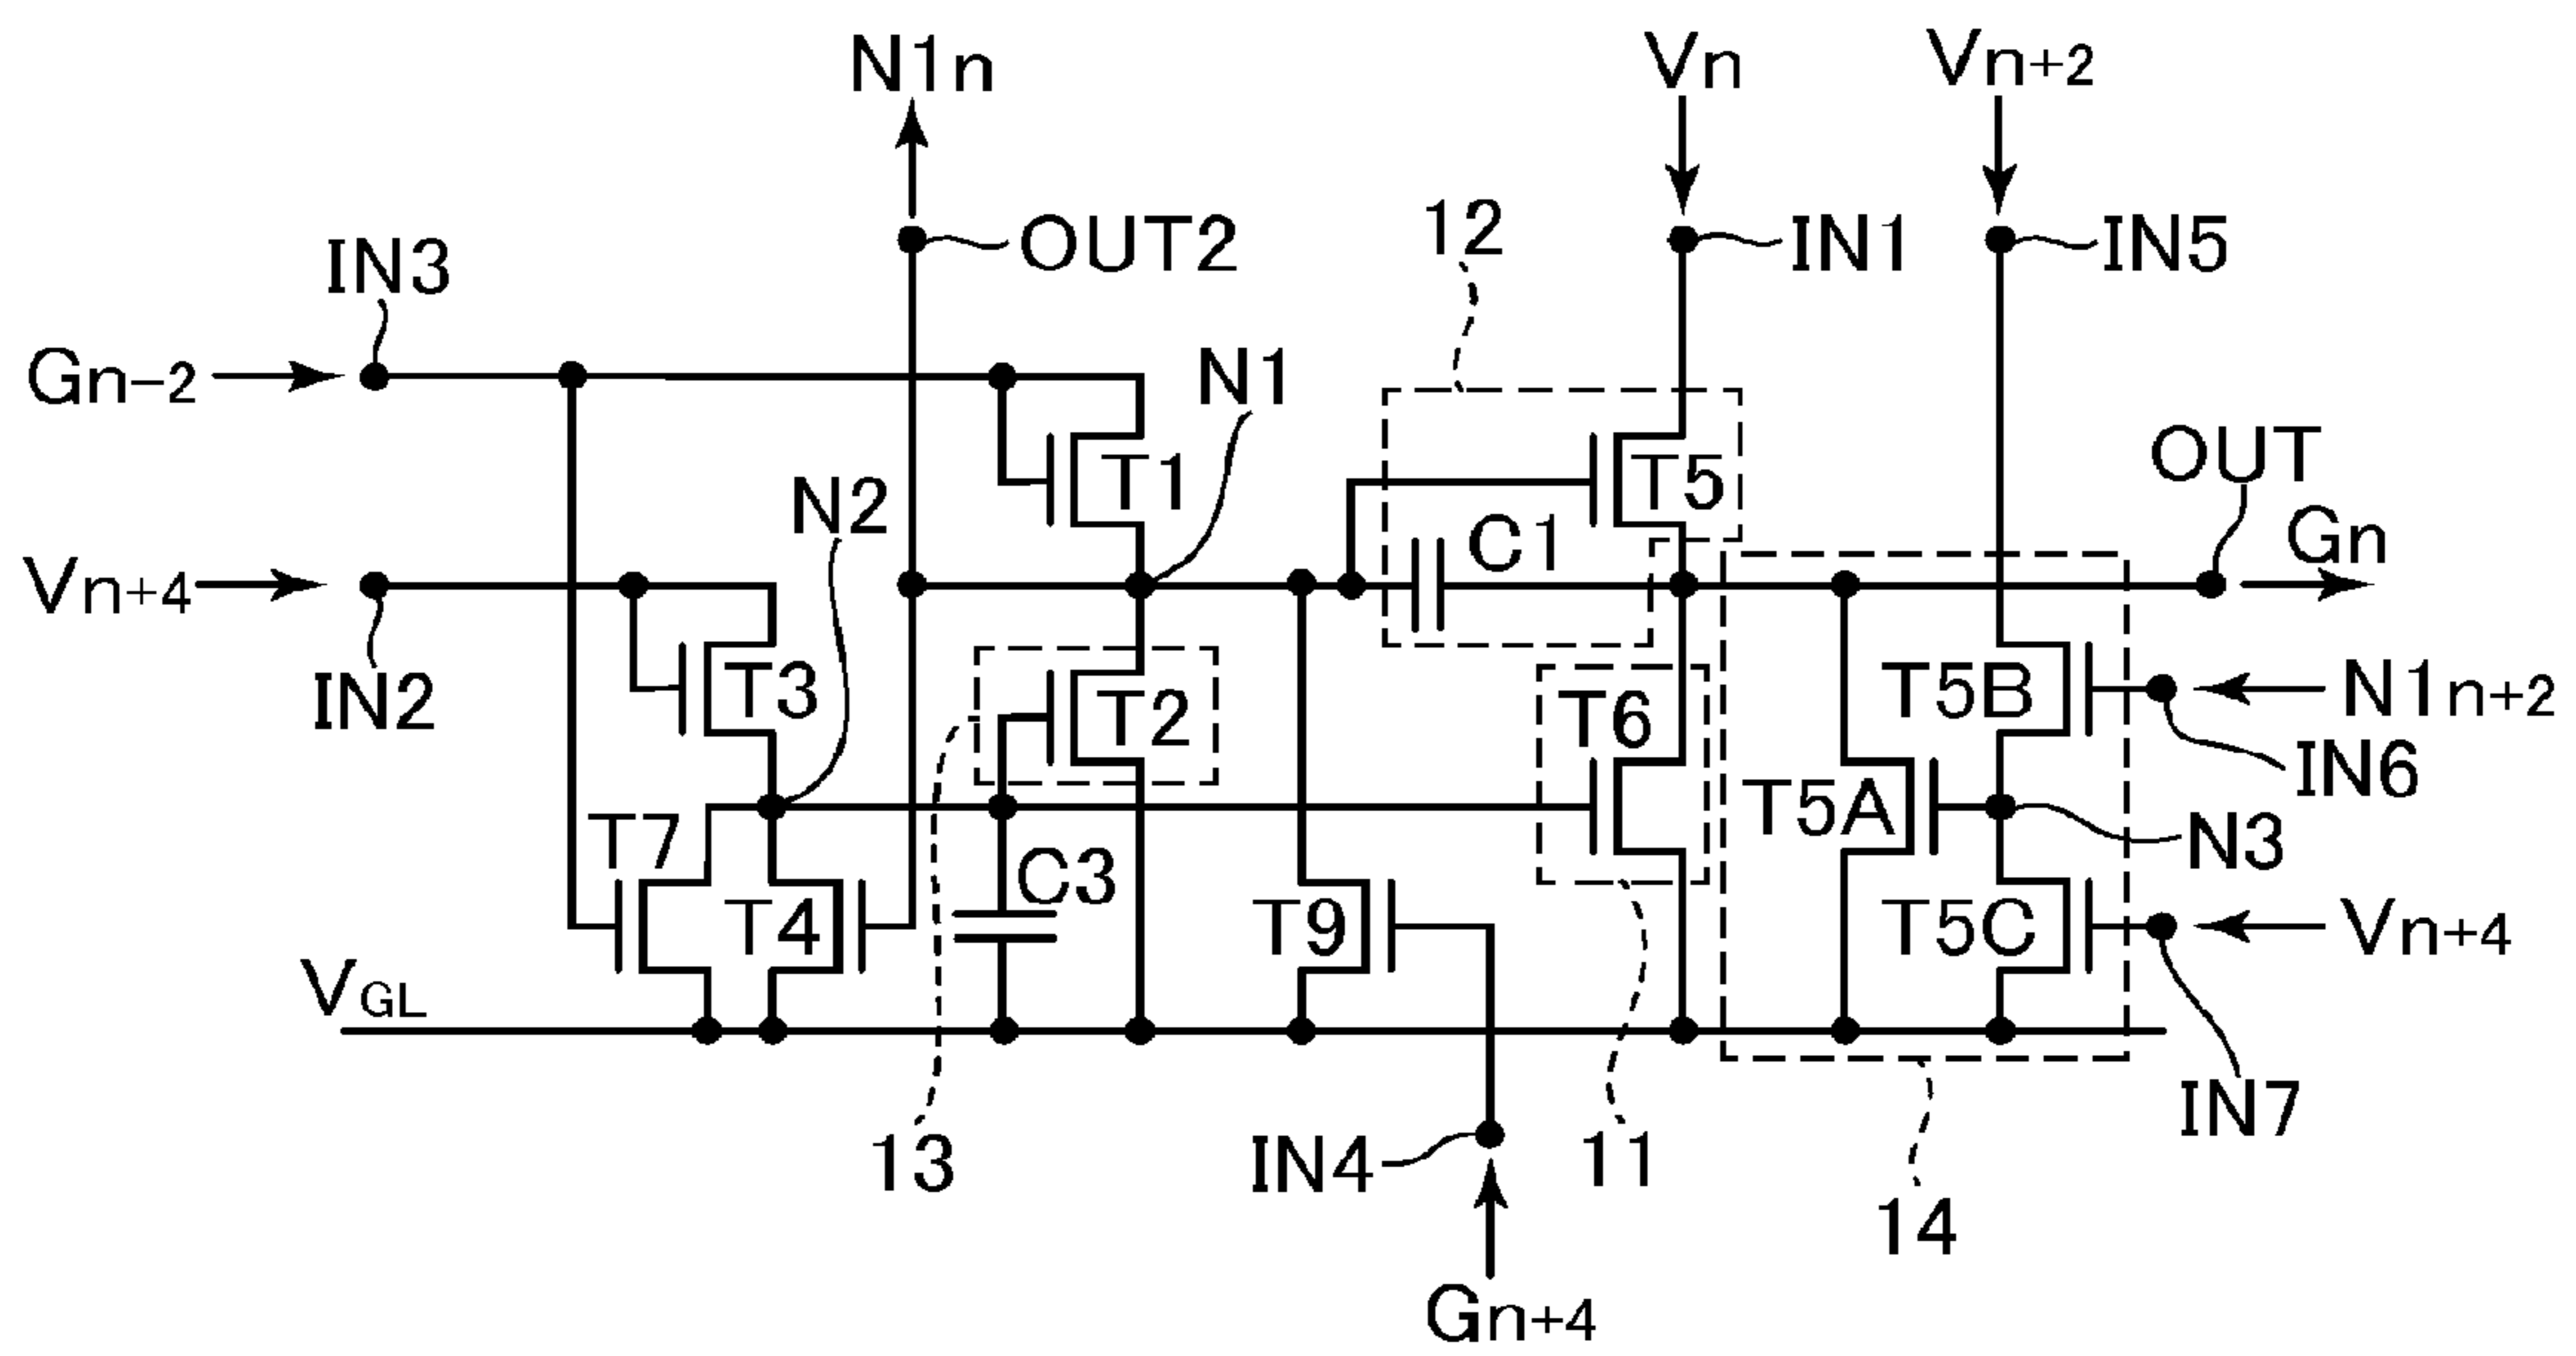 N1n
Vn
Vn+2
OUT2
12
IN1
IN5
IN3
Gn-2
N1
T1
T5
OUT
N2
C1
Gn
Vn+4
IN2
T3
T2
T6
T5B
N1n+2
IN6
T7
T5A
N3
C3
T4
T9
T5C
Vn+4
VGL
13
IN4
11
IN7
14
Gn+4